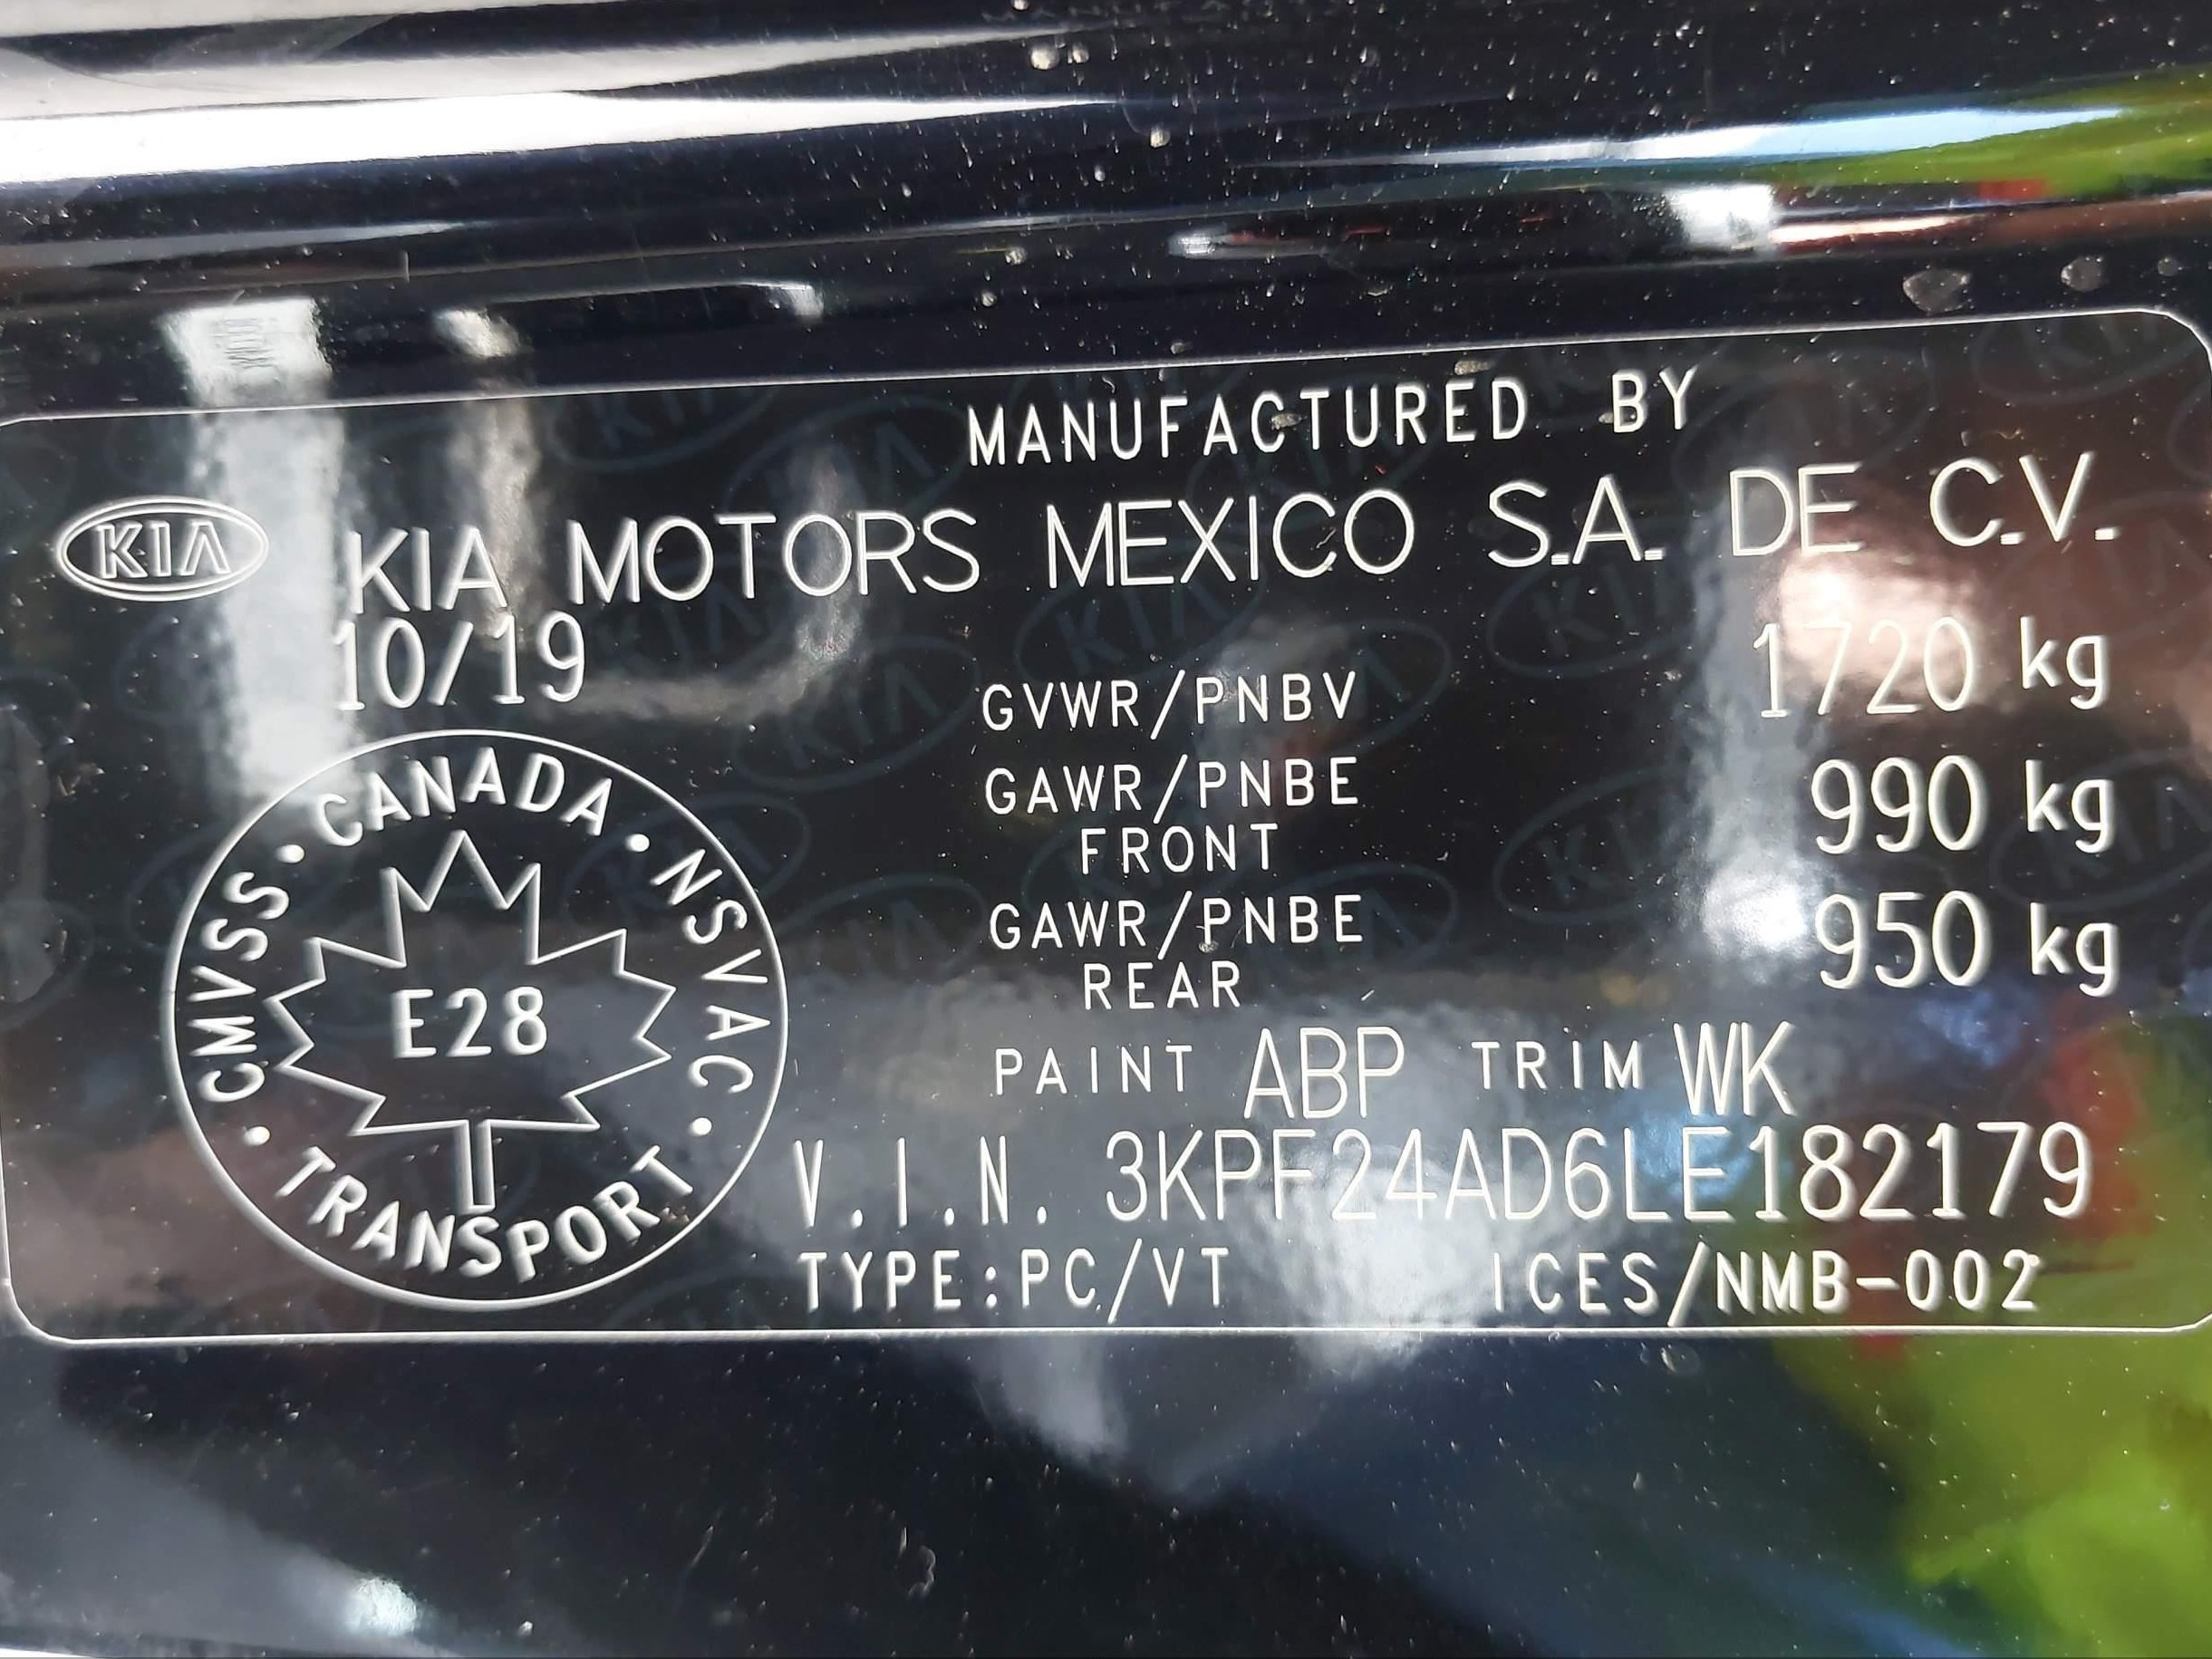 MANUFACTURED BY
KIA KIA MOTORS MEXICO S.A. DE C.V.
10/19
GVWR/PNBV 1720 kg
GAWR/PNBE FRONT 990 kg
GAWR/PNBE REAR 950 kg
CANADA · NSVAC · TRANSPORT · CMVSS ·
E28
PAINT ABP TRIM WK
V.I.N. 3KPF24AD6LE182179
TYPE:PC/VT ICES/NMB-002